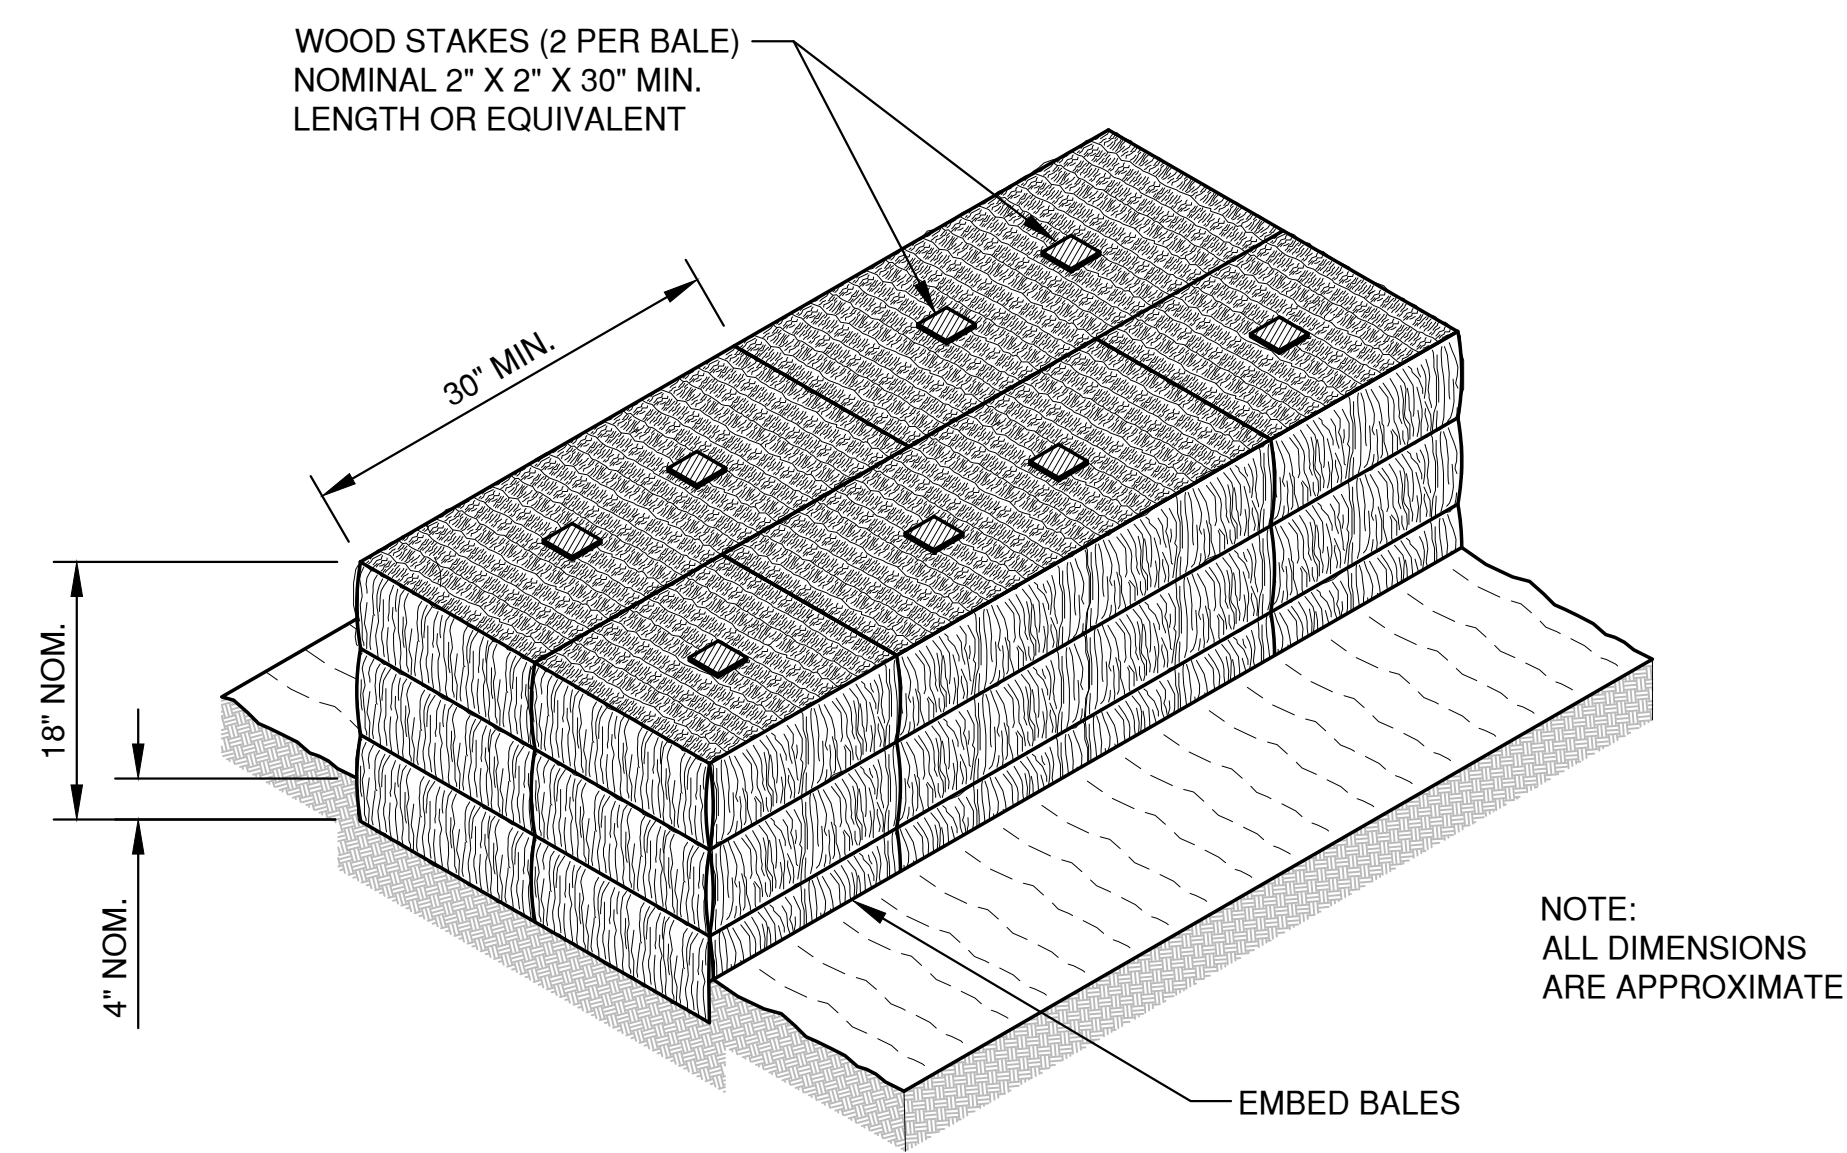 WOOD STAKES (2 PER BALE)
NOMINAL 2" X 2" X 30" MIN.
LENGTH OR EQUIVALENT
30" MIN.
18" NOM.
4" NOM.
NOTE:
ALL DIMENSIONS
ARE APPROXIMATE
EMBED BALES